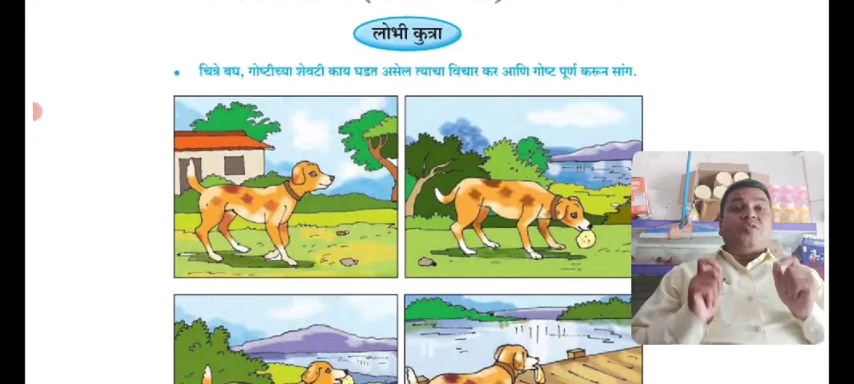 लोभी कुत्रा
• चित्रे बघ, गोष्टीच्या शेवटी काय घडत असेल त्याचा विचार कर आणि गोष्ट पूर्ण करून सांग.